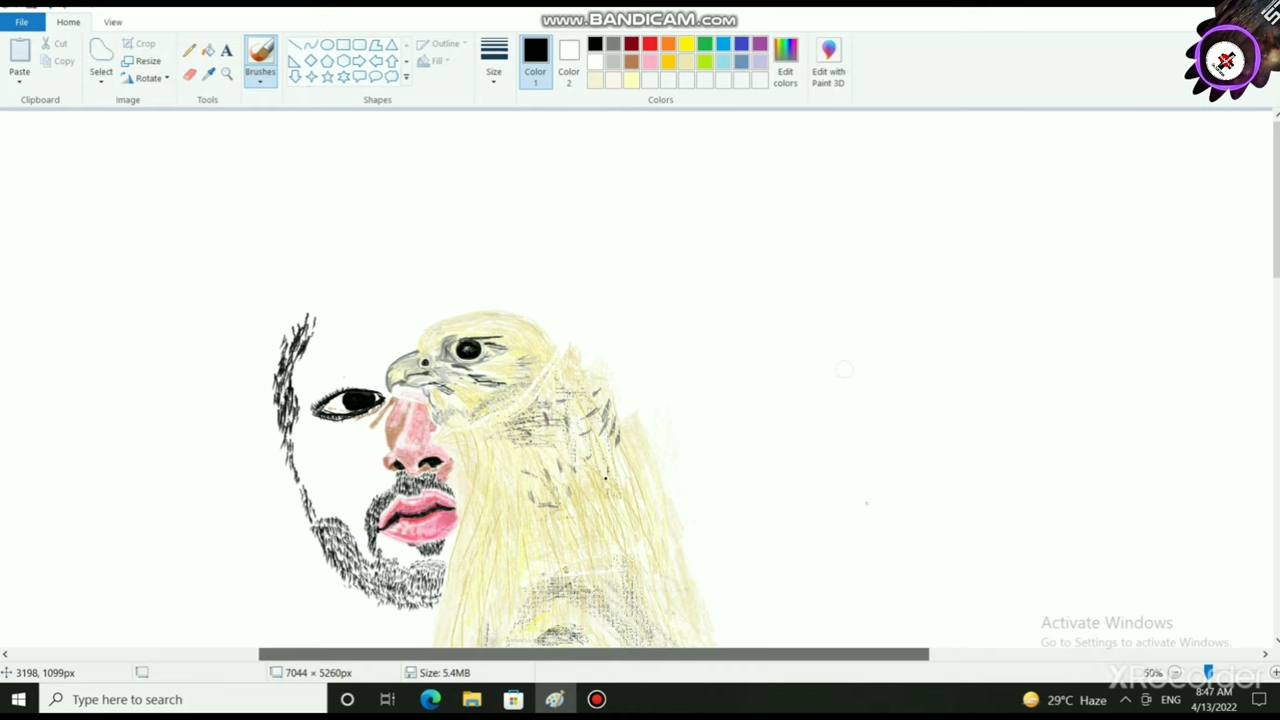 www.BANDICAM.com
File
Home
View
Paste
Cut
Copy
Clipboard
Select
Crop
Resize
Rotate
Image
Tools
Brushes
Shapes
Outline
Fill
Size
Color
1
Color
2
Colors
Edit
colors
Edit with
Paint 3D
Activate Windows
Go to Settings to activate Windows.
XRecorder
3198, 1099px
7044 × 5260px
Size: 5.4MB
60%
Type here to search
29°C Haze
ENG
8:47 AM
4/13/2022